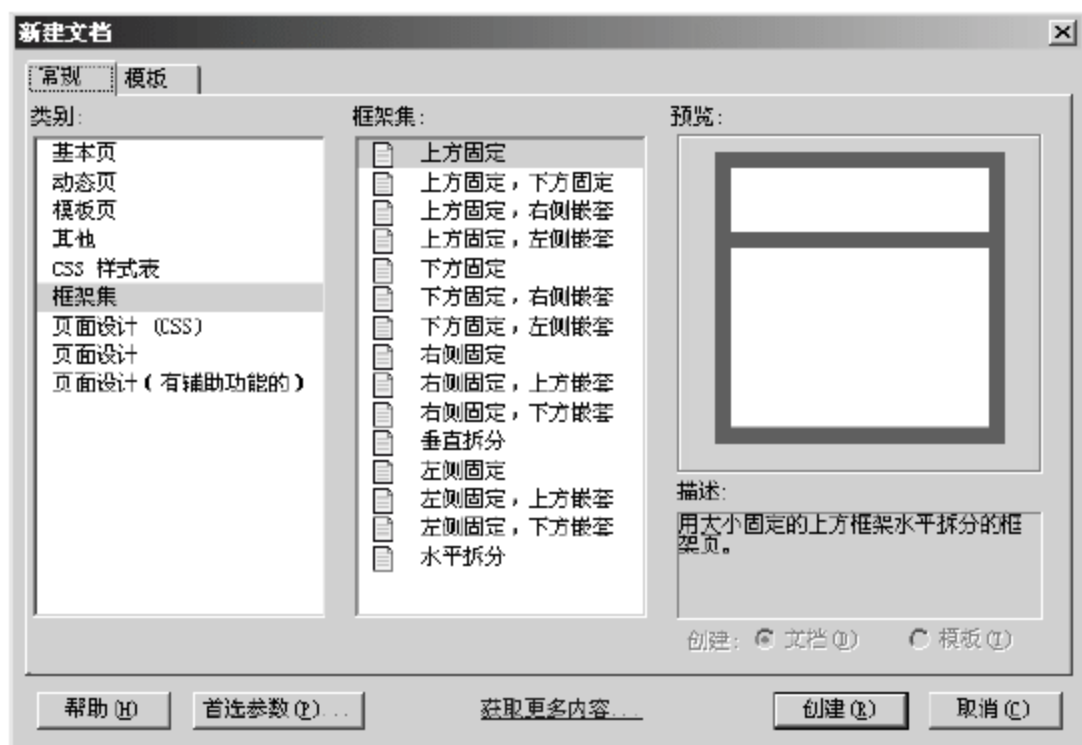 新建文档
常规 模板
类别:
基本页
动态页
模板页
其他
CSS 样式表
框架集
页面设计 (CSS)
页面设计
页面设计(有辅助功能的)
框架集:
上方固定
上方固定,下方固定
上方固定,右侧嵌套
上方固定,左侧嵌套
下方固定
下方固定,右侧嵌套
下方固定,左侧嵌套
右侧固定
右侧固定,上方嵌套
右侧固定,下方嵌套
垂直拆分
左侧固定
左侧固定,上方嵌套
左侧固定,下方嵌套
水平拆分
预览:
描述:
用大小固定的上方框架水平拆分的框
架页。
创建: 文档(D) 模板(T)
帮助(H) 首选参数(P)... 获取更多内容... 创建(R) 取消(C)